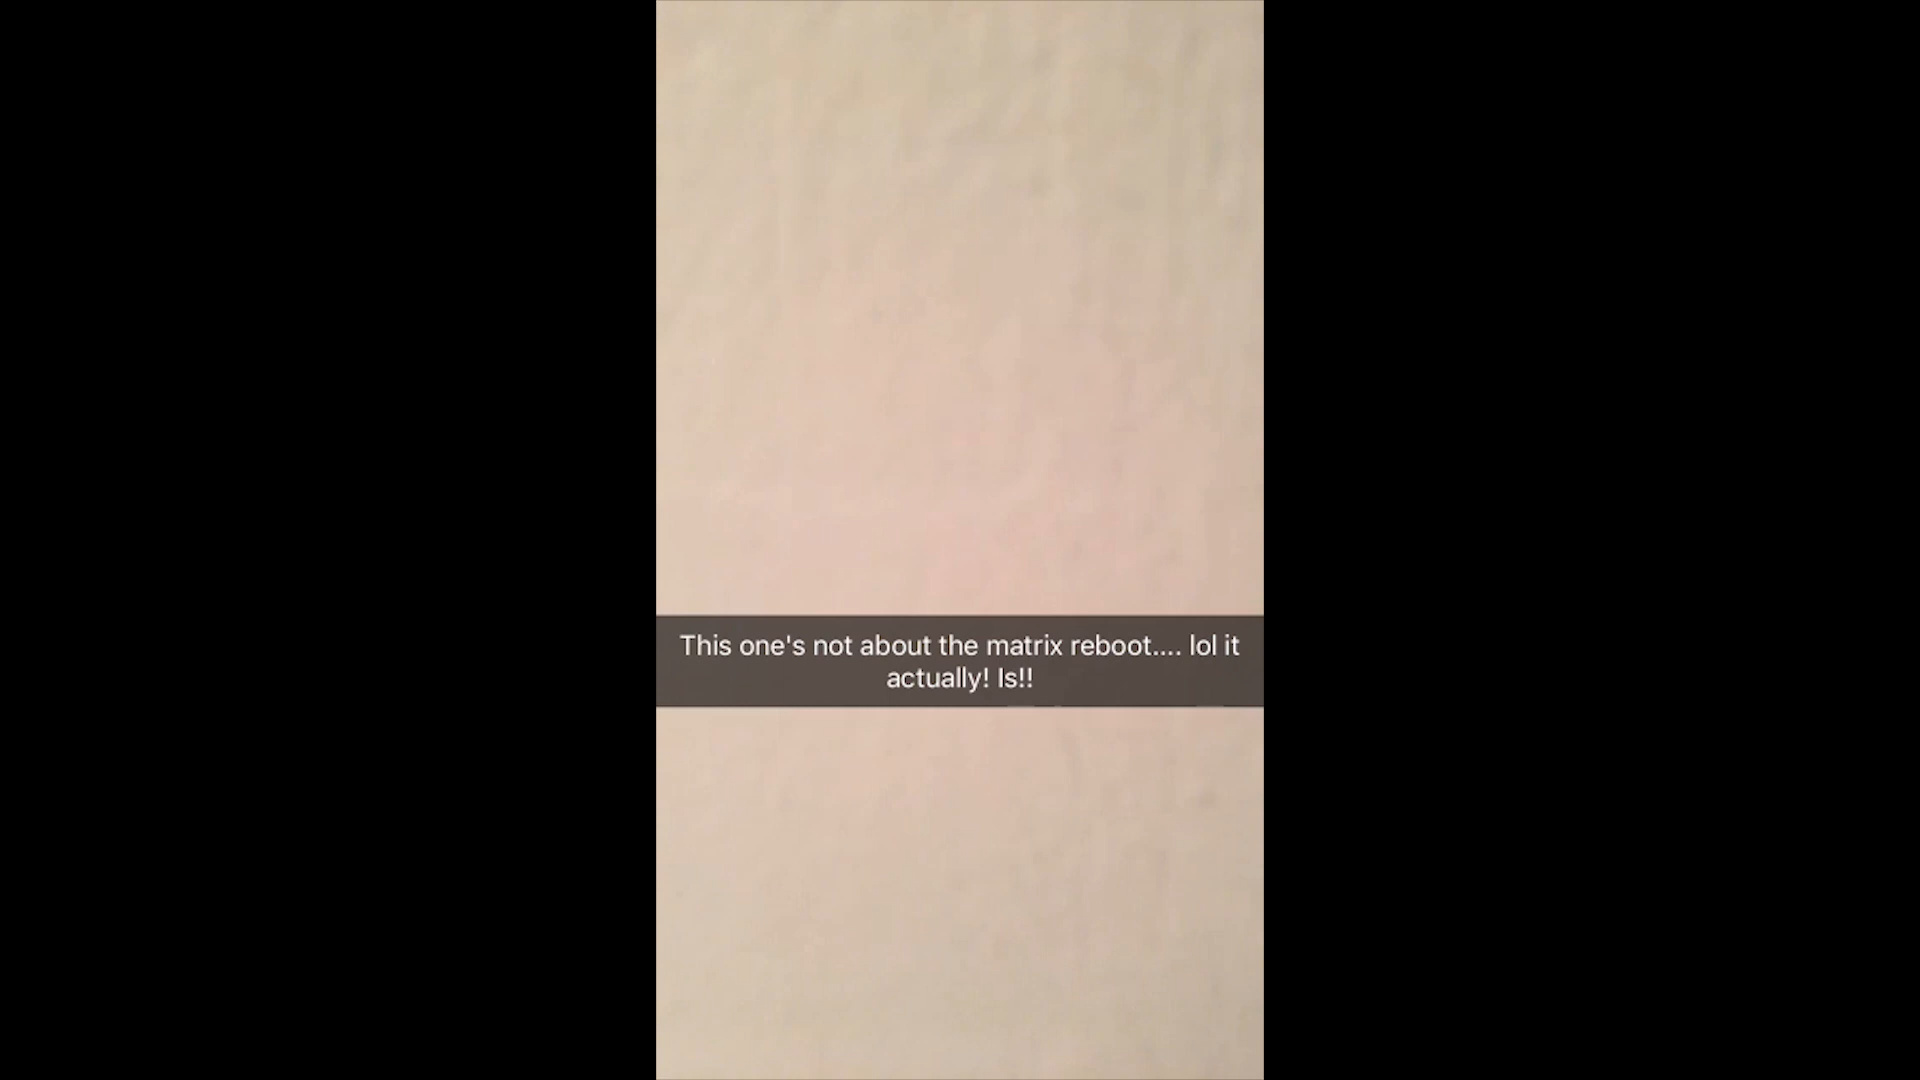 This one's not about the matrix reboot.... lol it
actually! Is!!